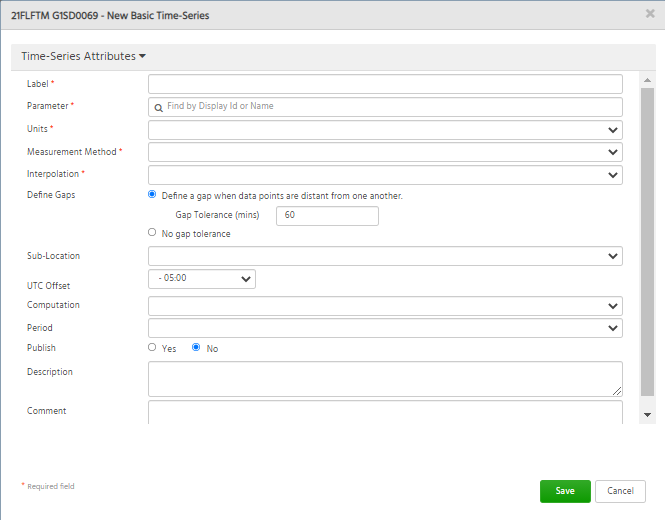 21FLFTM G1SD0069 - New Basic Time-Series
Time-Series Attributes
Label *
Parameter * Find by Display Id or Name
Units *
Measurement Method *
Interpolation *
Define Gaps Define a gap when data points are distant from one another.
Gap Tolerance (mins) 60
No gap tolerance
Sub-Location
UTC Offset - 05:00
Computation
Period
Publish Yes No
Description
Comment
* Required field
Save Cancel